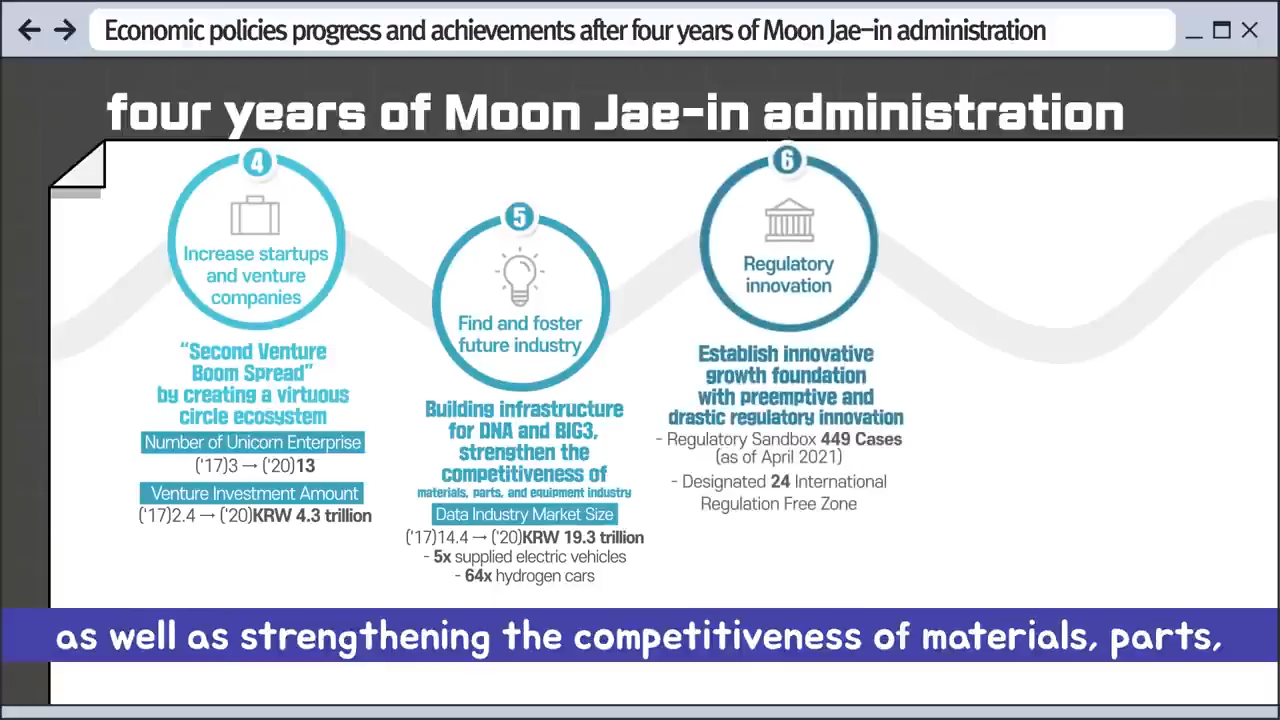 Economic policies progress and achievements after four years of Moon Jae-in administration
four years of Moon Jae-in administration
4
Increase startups
and venture
companies
“Second Venture
Boom Spread”
by creating a virtuous
circle ecosystem
Number of Unicorn Enterprise
('17)3 → ('20)13
Venture Investment Amount
('17)2.4 → ('20)KRW 4.3 trillion
5
Find and foster
future industry
Building infrastructure
for DNA and BIG3,
strengthen the
competitiveness of
materials, parts, and equipment industry
Data Industry Market Size
('17)14.4 → ('20)KRW 19.3 trillion
- 5x supplied electric vehicles
- 64x hydrogen cars
6
Regulatory
innovation
Establish innovative
growth foundation
with preemptive and
drastic regulatory innovation
- Regulatory Sandbox 449 Cases
(as of April 2021)
- Designated 24 International
Regulation Free Zone
as well as strengthening the competitiveness of materials, parts,